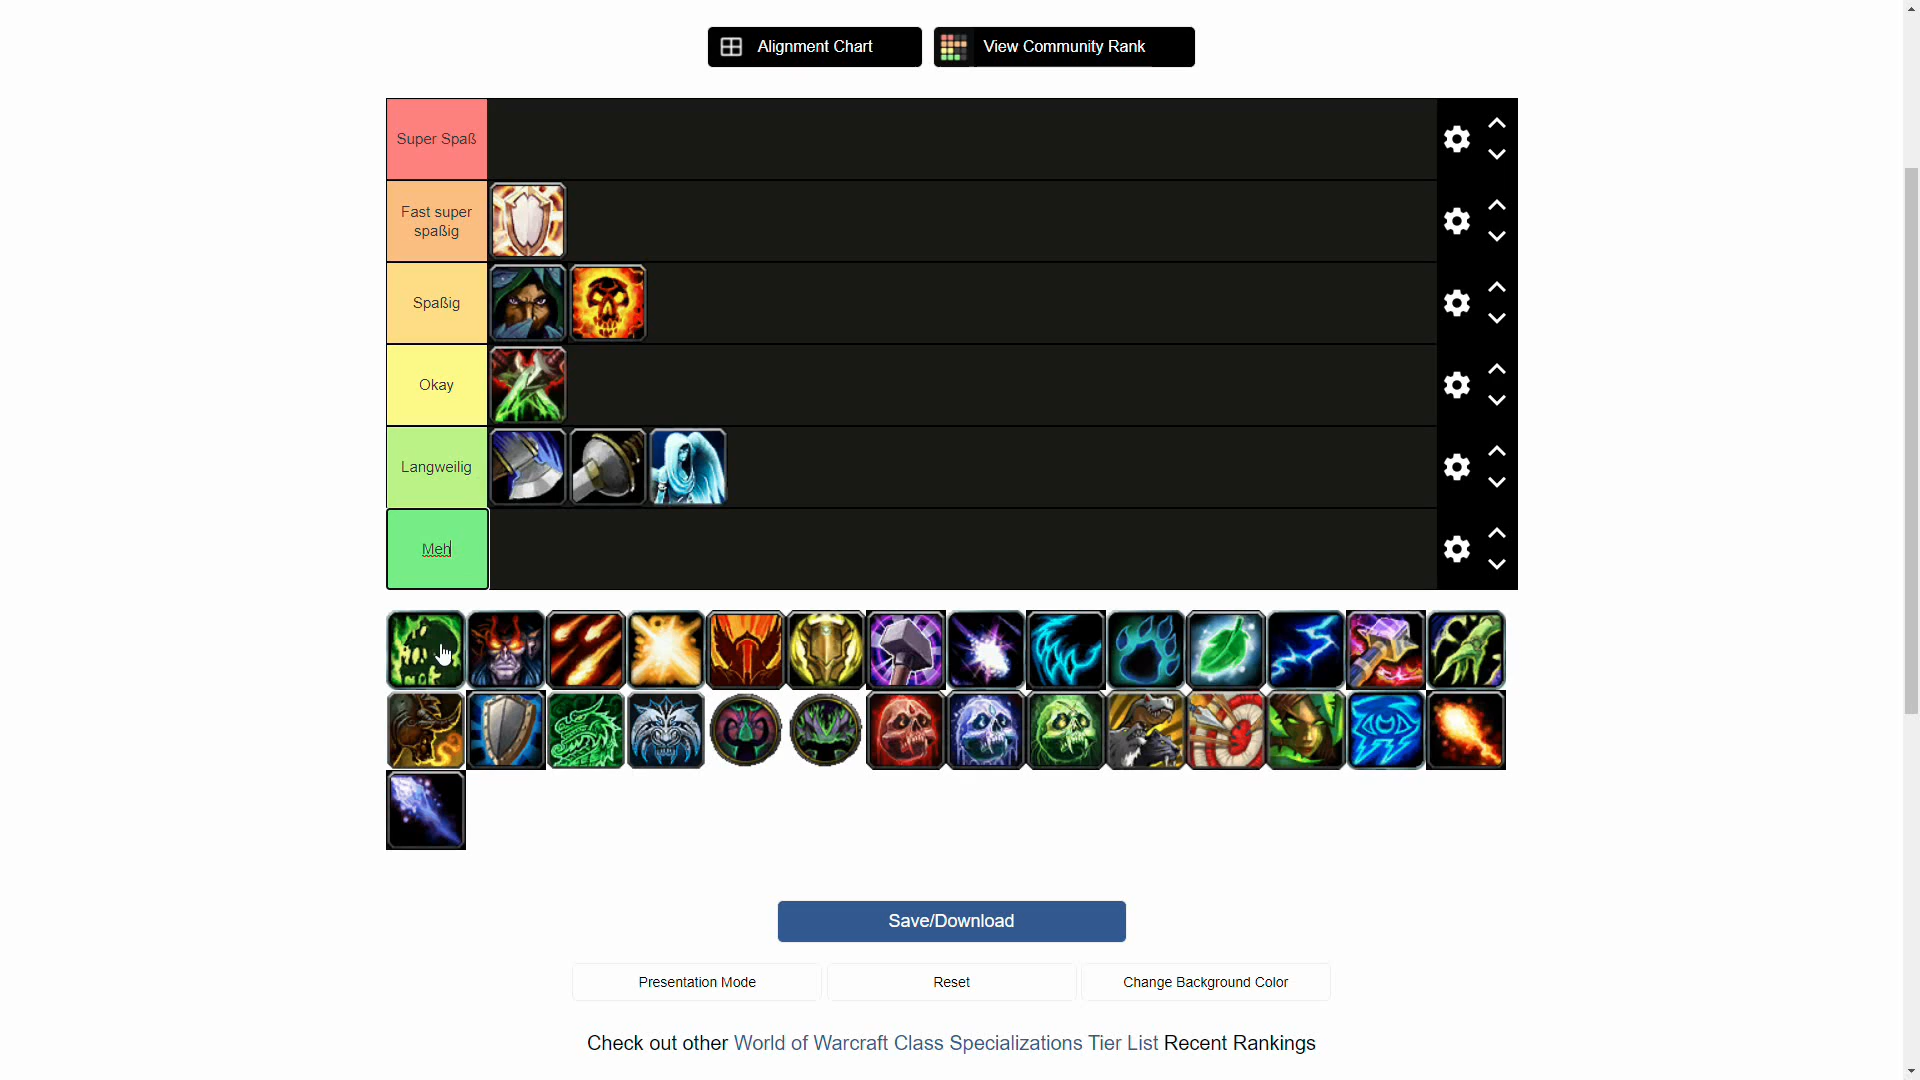 Alignment Chart
View Community Rank
Super Spaß
Fast super
spaßig
Spaßig
Okay
Langweilig
Meh
Save/Download
Presentation Mode
Reset
Change Background Color
Check out other World of Warcraft Class Specializations Tier List Recent Rankings